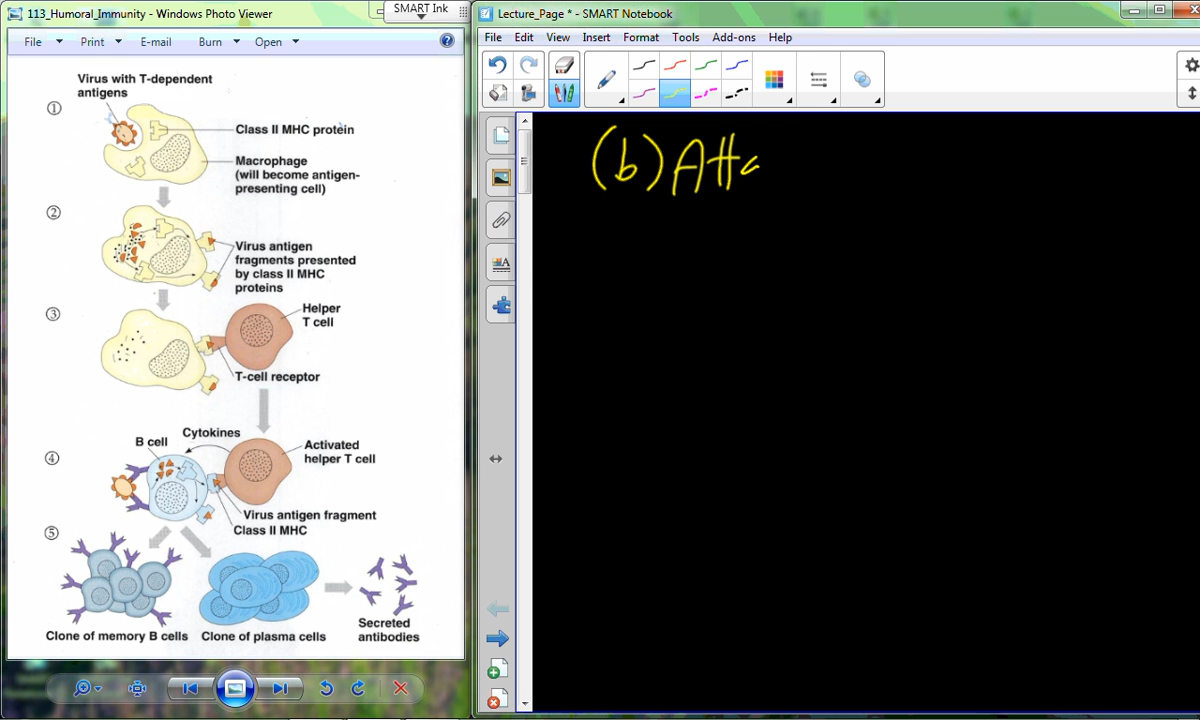 113_Humoral_Immunity - Windows Photo Viewer
SMART Ink
File Print E-mail Burn Open
Virus with T-dependent
antigens
①
Class II MHC protein
Macrophage
(will become antigen-
presenting cell)
②
Virus antigen
fragments presented
by class II MHC
proteins
③
Helper
T cell
T-cell receptor
④
B cell
Cytokines
Activated
helper T cell
Virus antigen fragment
Class II MHC
⑤
Clone of memory B cells
Clone of plasma cells
Secreted
antibodies
Lecture_Page * - SMART Notebook
File Edit View Insert Format Tools Add-ons Help
(b) Atta